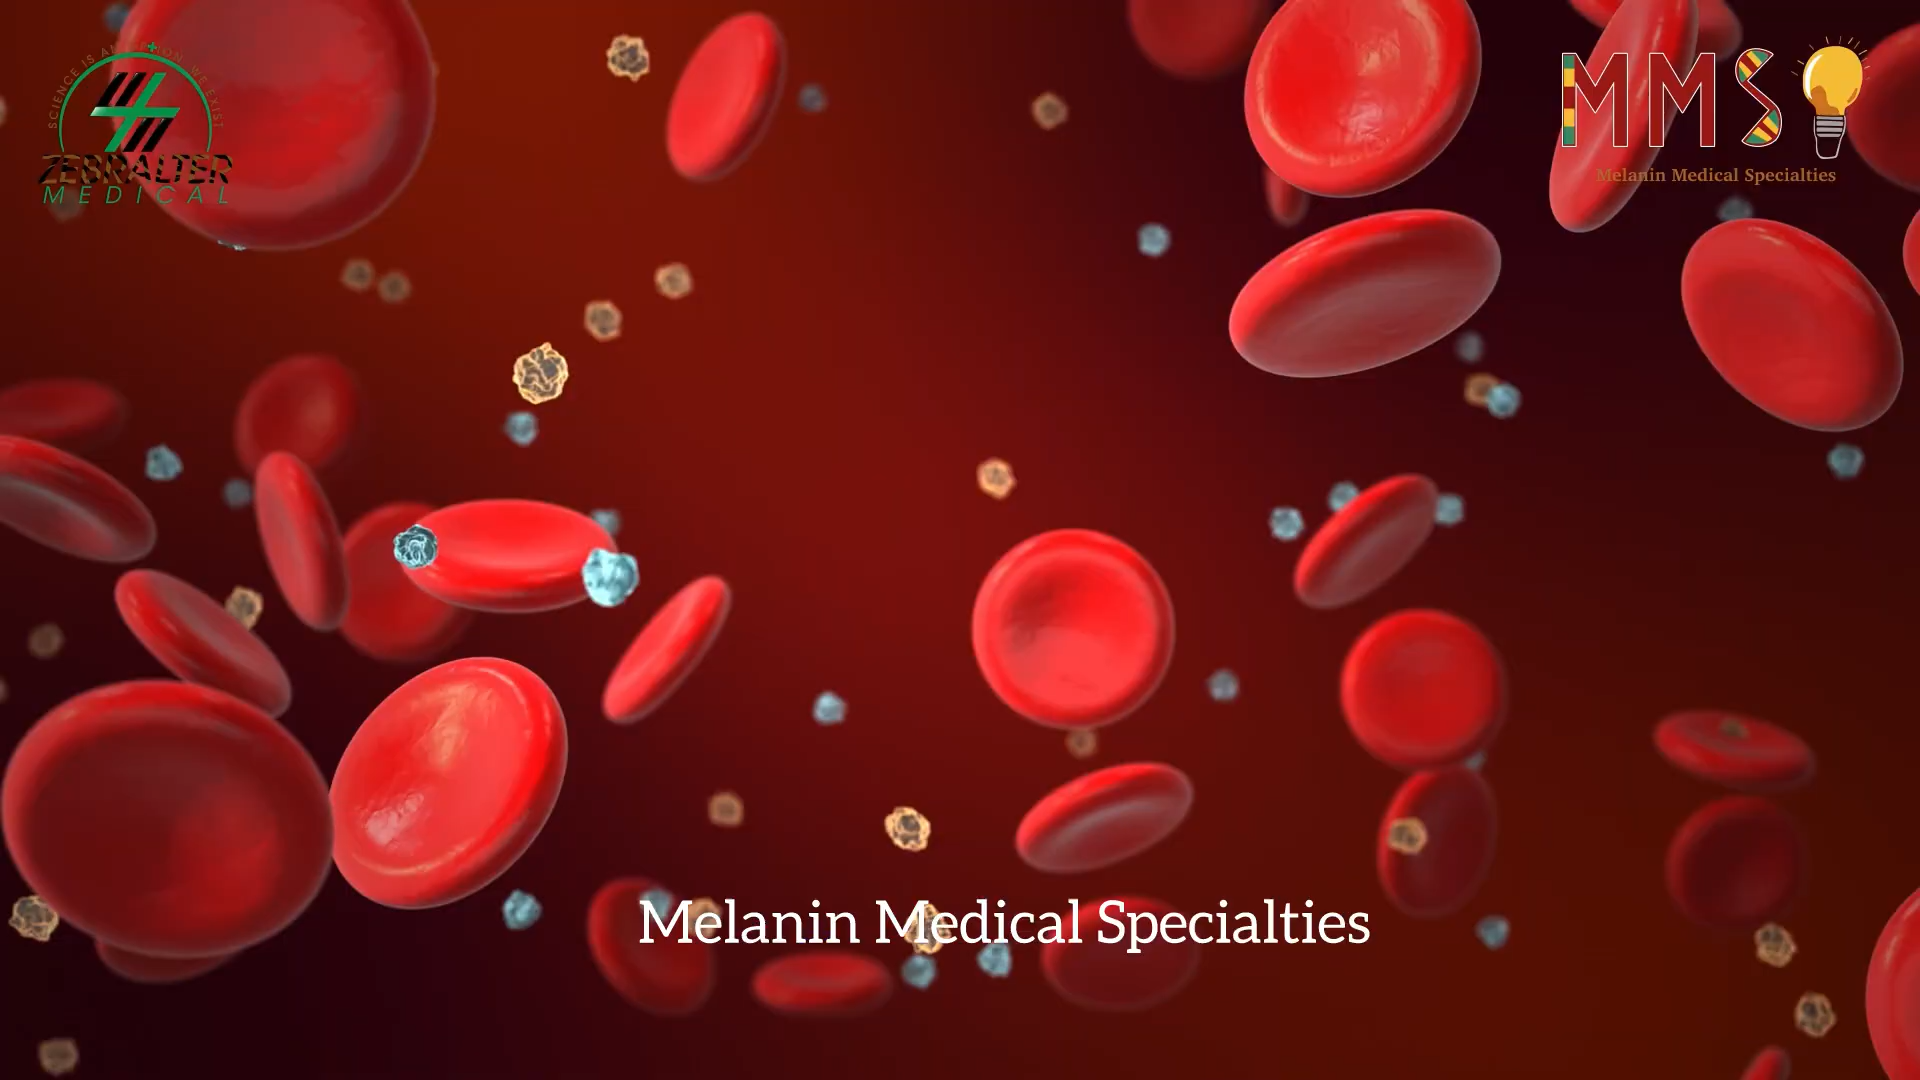 ZEBRALTER
MEDICAL
MMS
Melanin Medical Specialties
Melanin Medical Specialties